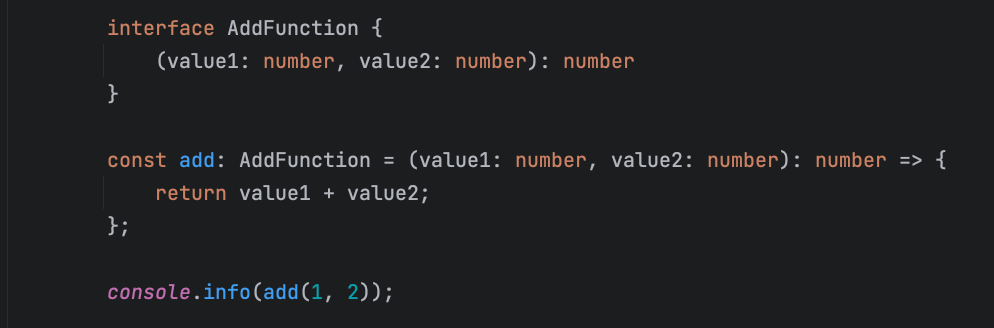 interface AddFunction {
(value1: number, value2: number): number
}
const add: AddFunction = (value1: number, value2: number): number => {
return value1 + value2;
};
console.info(add(1, 2));